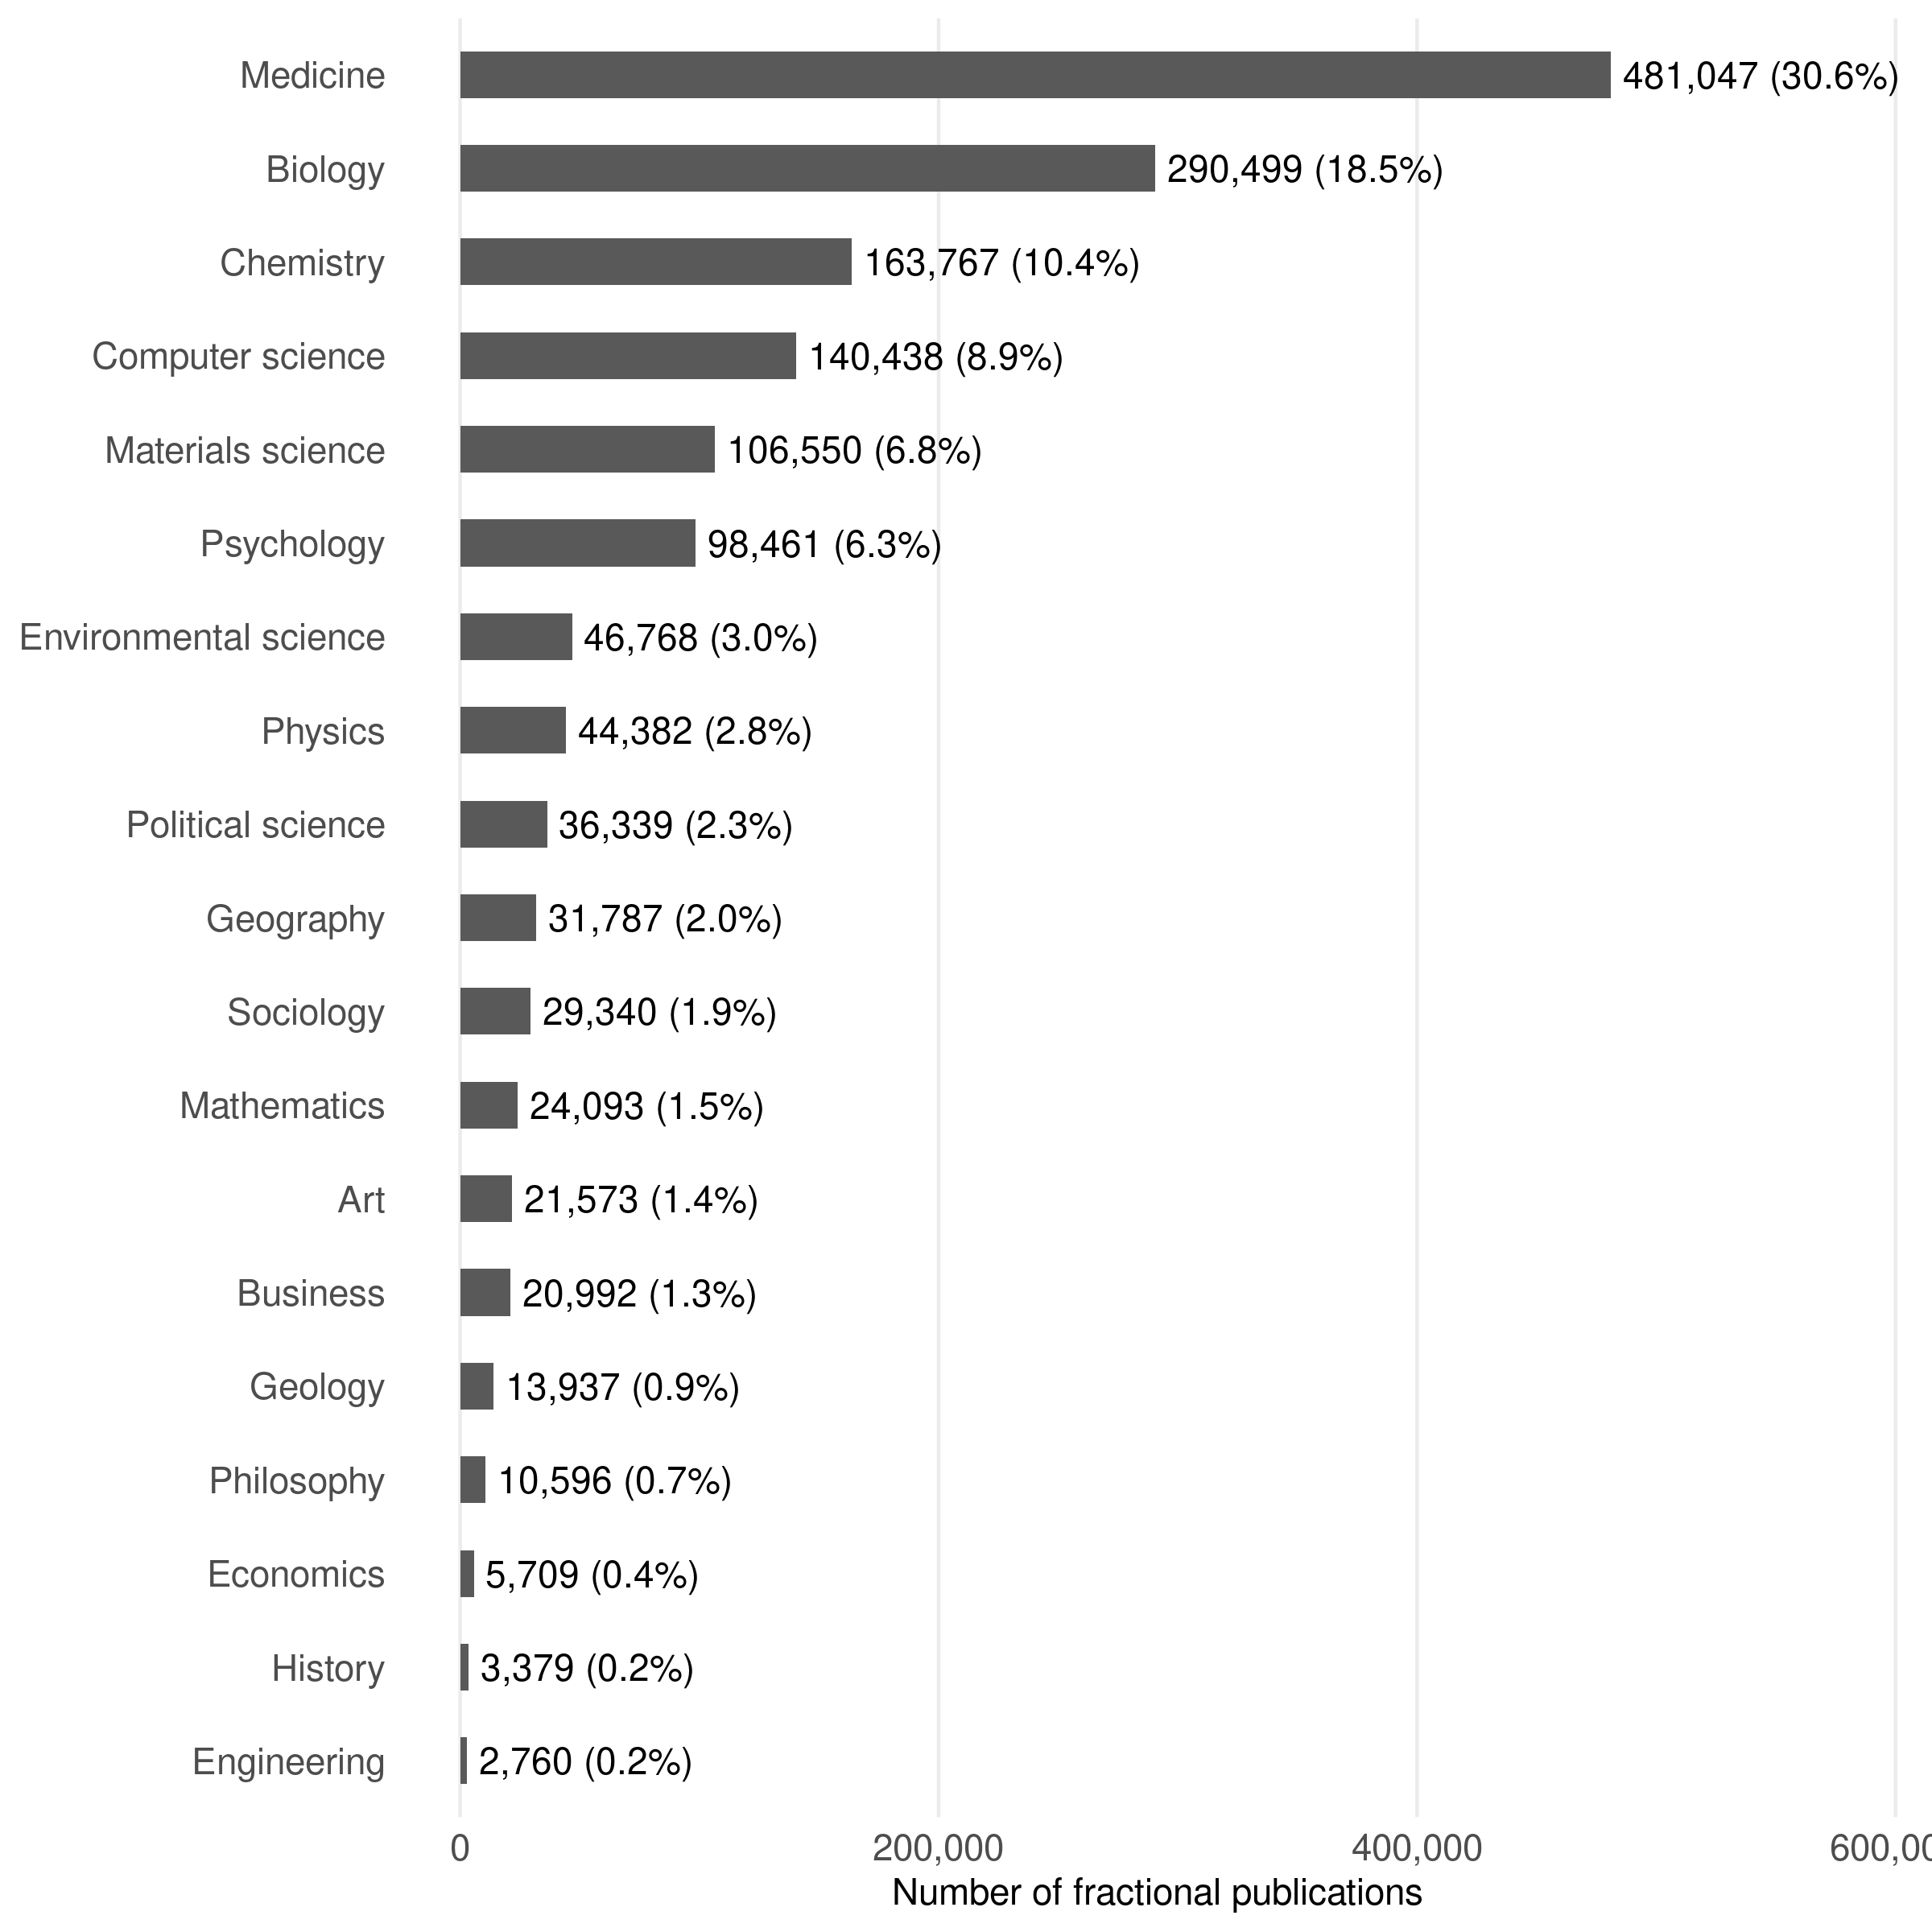 Medicine 481,047 (30.6%)
Biology 290,499 (18.5%)
Chemistry 163,767 (10.4%)
Computer science 140,438 (8.9%)
Materials science 106,550 (6.8%)
Psychology 98,461 (6.3%)
Environmental science 46,768 (3.0%)
Physics 44,382 (2.8%)
Political science 36,339 (2.3%)
Geography 31,787 (2.0%)
Sociology 29,340 (1.9%)
Mathematics 24,093 (1.5%)
Art 21,573 (1.4%)
Business 20,992 (1.3%)
Geology 13,937 (0.9%)
Philosophy 10,596 (0.7%)
Economics 5,709 (0.4%)
History 3,379 (0.2%)
Engineering 2,760 (0.2%)
0 200,000 400,000
Number of fractional publications